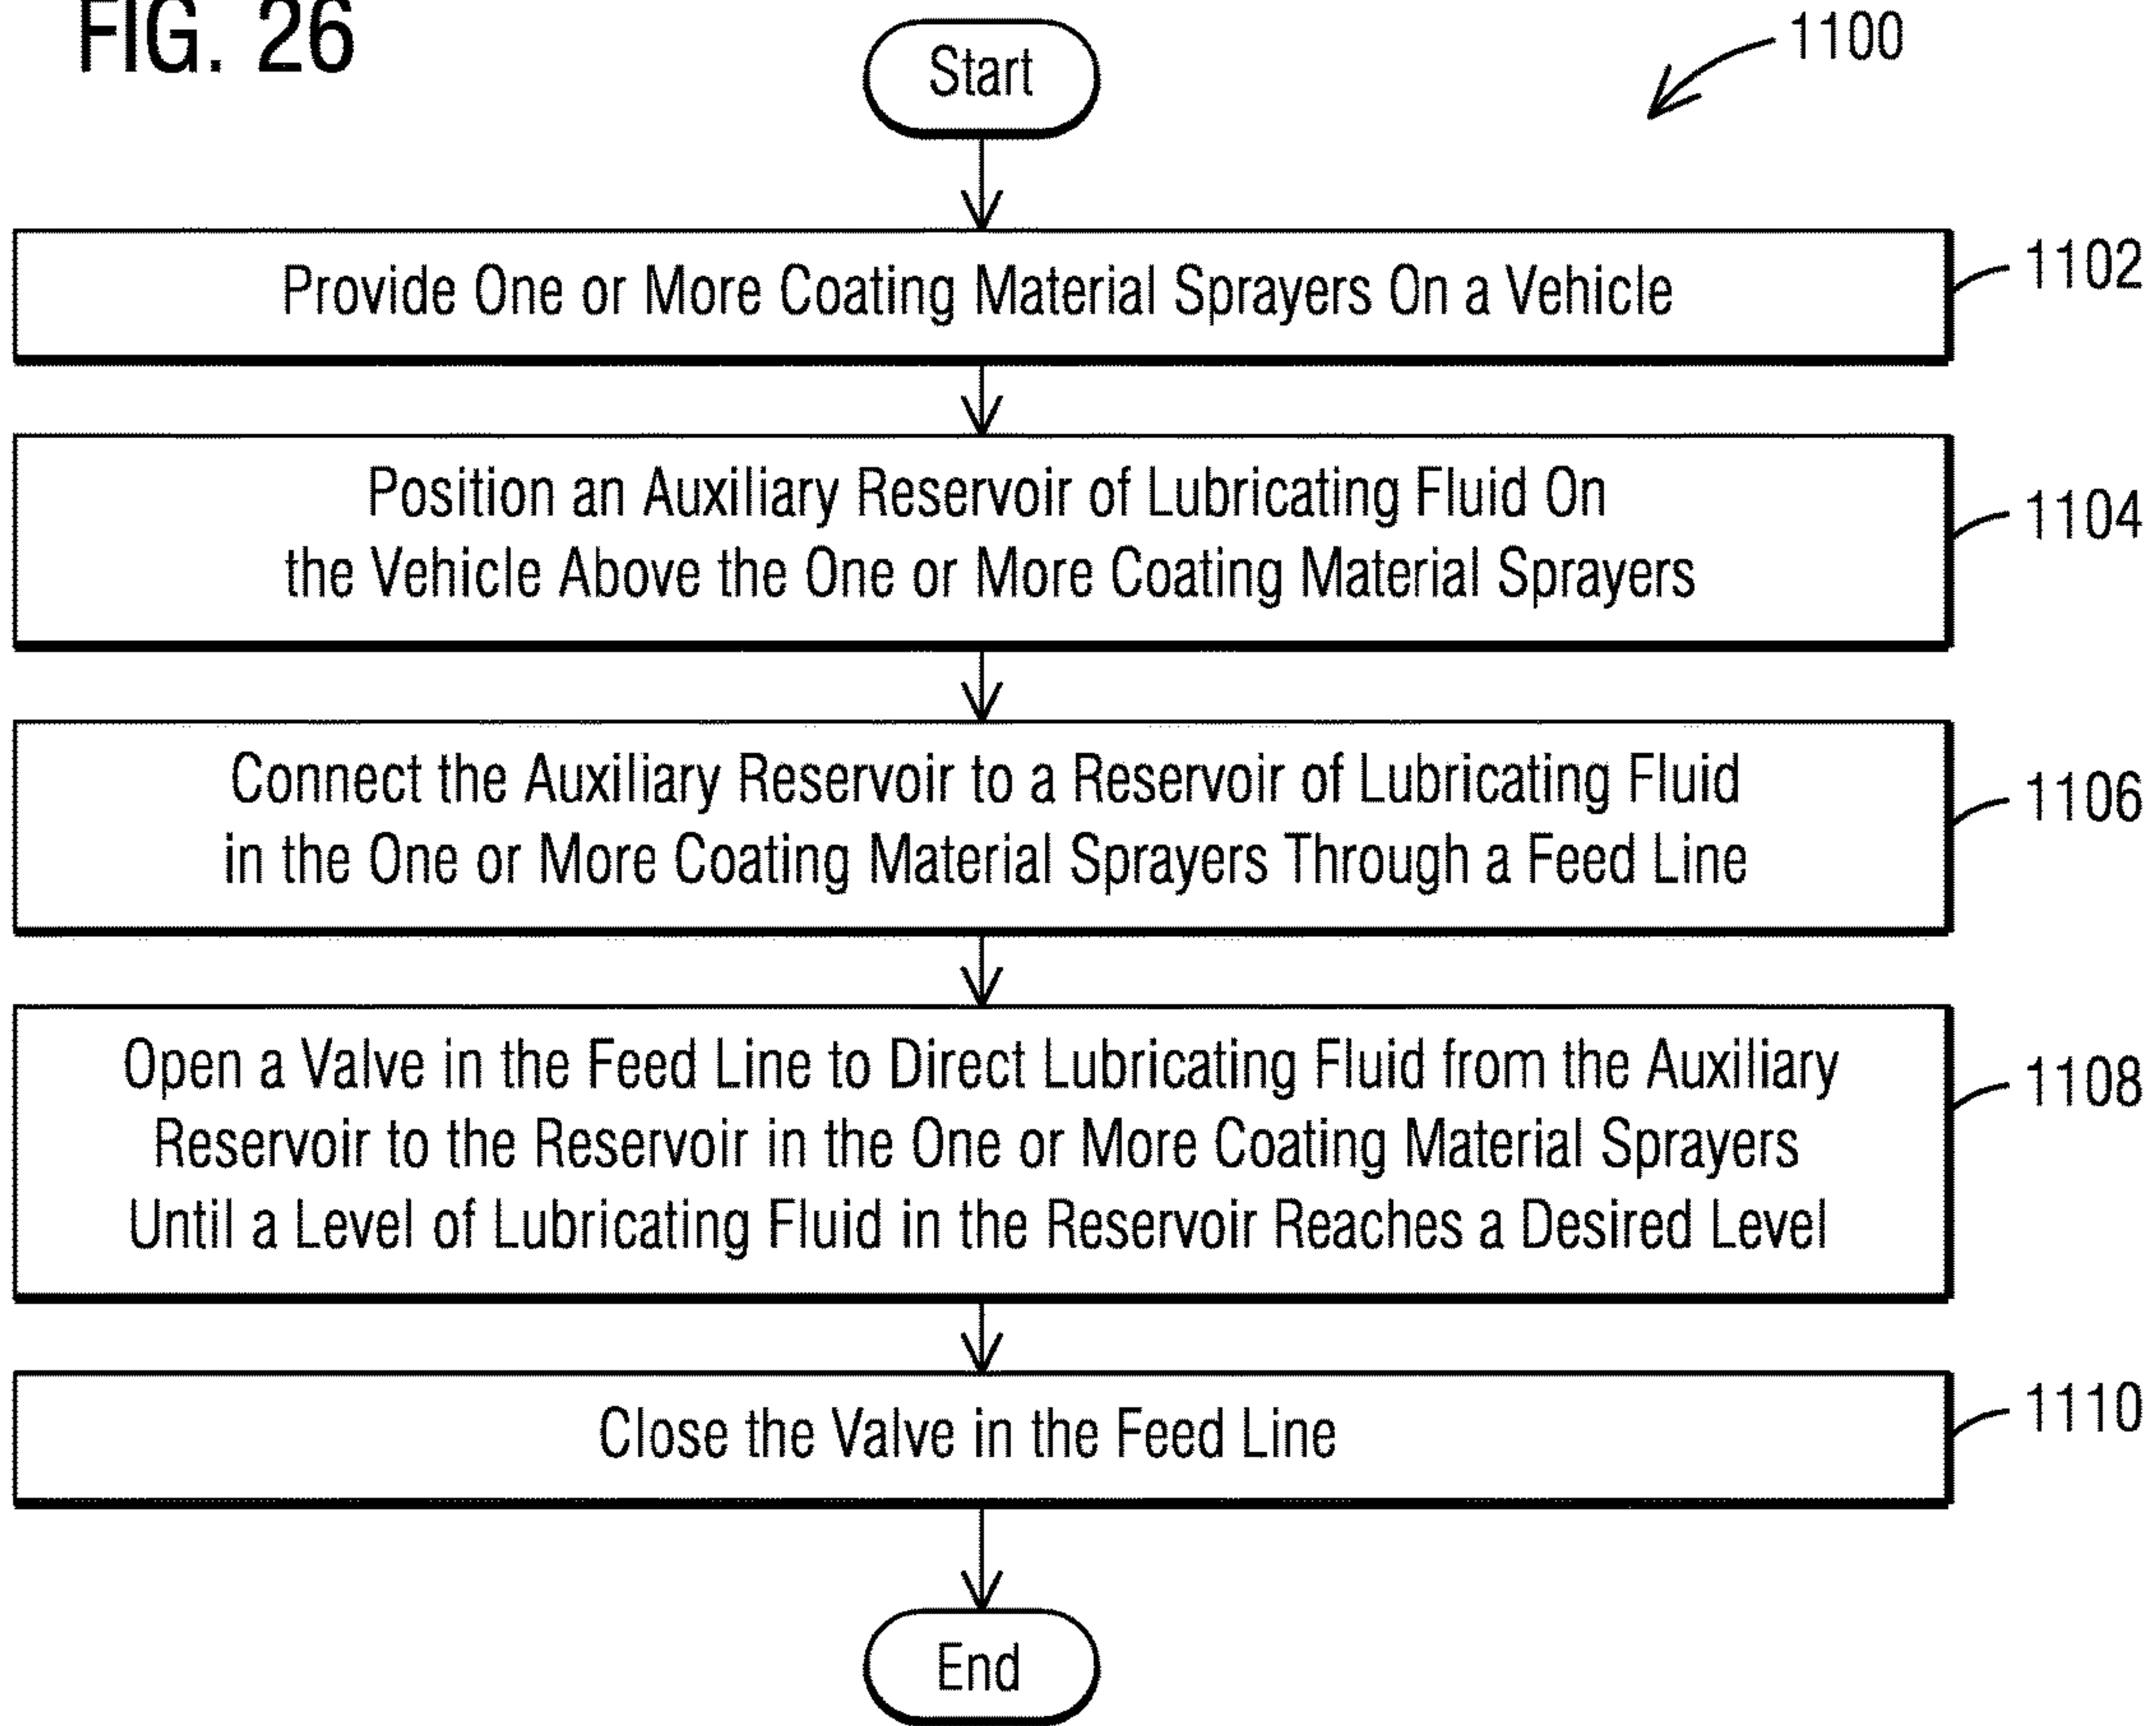 FIG. 26
Start
1100
Provide One or More Coating Material Sprayers On a Vehicle
1102
Position an Auxiliary Reservoir of Lubricating Fluid On
the Vehicle Above the One or More Coating Material Sprayers
1104
Connect the Auxiliary Reservoir to a Reservoir of Lubricating Fluid
in the One or More Coating Material Sprayers Through a Feed Line
1106
Open a Valve in the Feed Line to Direct Lubricating Fluid from the Auxiliary
Reservoir to the Reservoir in the One or More Coating Material Sprayers
Until a Level of Lubricating Fluid in the Reservoir Reaches a Desired Level
1108
Close the Valve in the Feed Line
1110
End